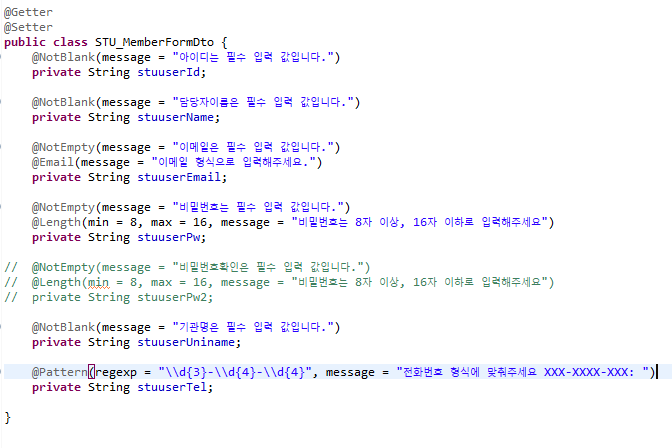 @Getter
@Setter
public class STU_MemberFormDto {
@NotBlank(message = "아이디는 필수 입력 값입니다.")
private String stuuserId;
@NotBlank(message = "담당자이름은 필수 입력 값입니다.")
private String stuuserName;
@NotEmpty(message = "이메일은 필수 입력 값입니다.")
@Email(message = "이메일 형식으로 입력해주세요.")
private String stuuserEmail;
@NotEmpty(message = "비밀번호는 필수 입력 값입니다.")
@Length(min = 8, max = 16, message = "비밀번호는 8자 이상, 16자 이하로 입력해주세요")
private String stuuserPw;
// @NotEmpty(message = "비밀번호확인은 필수 입력 값입니다.")
// @Length(min = 8, max = 16, message = "비밀번호는 8자 이상, 16자 이하로 입력해주세요")
// private String stuuserPw2;
@NotBlank(message = "기관명은 필수 입력 값입니다.")
private String stuuserUniname;
@Pattern(regexp = "\\d{3}-\\d{4}-\\d{4}", message = "전화번호 형식에 맞춰주세요 XXX-XXXX-XXX: ")
private String stuuserTel;
}